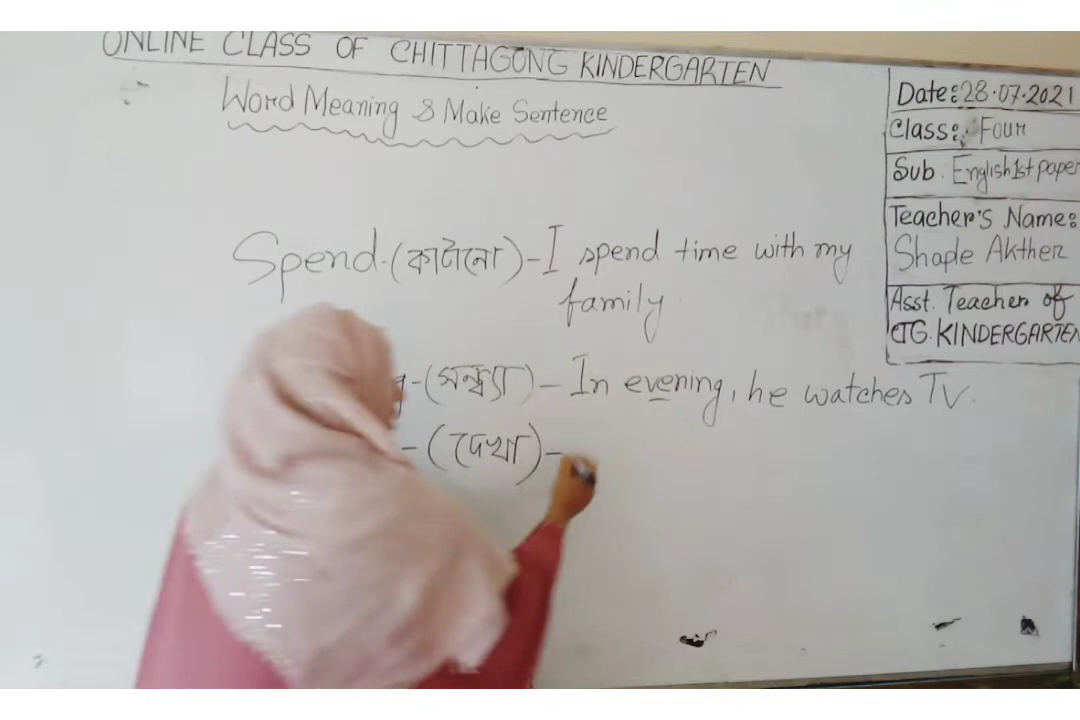 ONLINE CLASS OF CHITTAGONG KINDERGARTEN
Word Meaning & Make Sentence
Date:28.07.2021
Class: Four
Sub: English 1st paper
Teacher's Name:
Shaple Akther
Asst. Teacher of
CTG. KINDERGARTEN
Spend.(কাটানো)-I spend time with my
family.
-(সন্ধ্যা)-In evening, he watches TV.
-(দেখা)-